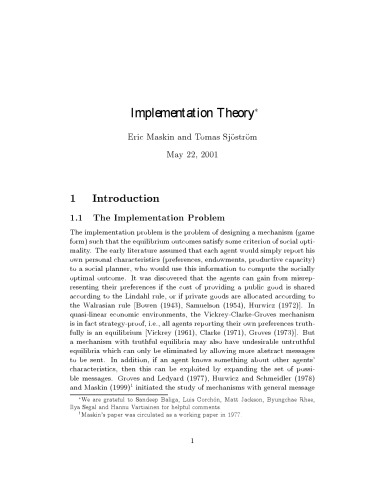 Implementation Theory*
Eric Maskin and Tomas Sjöström
May 22, 2001
1 Introduction
1.1 The Implementation Problem
The implementation problem is the problem of designing a mechanism (game
form) such that the equilibrium outcomes satisfy some criterion of social opti-
mality. The early literature assumed that each agent would simply report his
own personal characteristics (preferences, endowments, productive capacity)
to a social planner, who would use this information to compute the socially
optimal outcome. It was discovered that the agents can gain from misrep-
resenting their preferences if the cost of providing a public good is shared
according to the Lindahl rule, or if private goods are allocated according to
the Walrasian rule [Bowen (1943), Samuelson (1954), Hurwicz (1972)]. In
quasi-linear economic environments, the Vickrey-Clarke-Groves mechanism
is in fact strategy-proof, i.e., all agents reporting their own preferences truth-
fully is an equilibrium [Vickrey (1961), Clarke (1971), Groves (1973)]. But
a mechanism with truthful equilibria may also have undesirable untruthful
equilibria which can only be eliminated by allowing more abstract messages
to be sent. In addition, if an agent knows something about other agents'
characteristics, then this can be exploited by expanding the set of possi-
ble messages. Groves and Ledyard (1977), Hurwicz and Schmeidler (1978)
and Maskin (1999)¹ initiated the study of mechanisms with general message
*We are grateful to Sandeep Baliga, Luis Corchón, Matt Jackson, Byungchae Rhee,
Ilya Segal and Hannu Vartiainen for helpful comments
¹Maskin's paper was circulated as a working paper in 1977
1